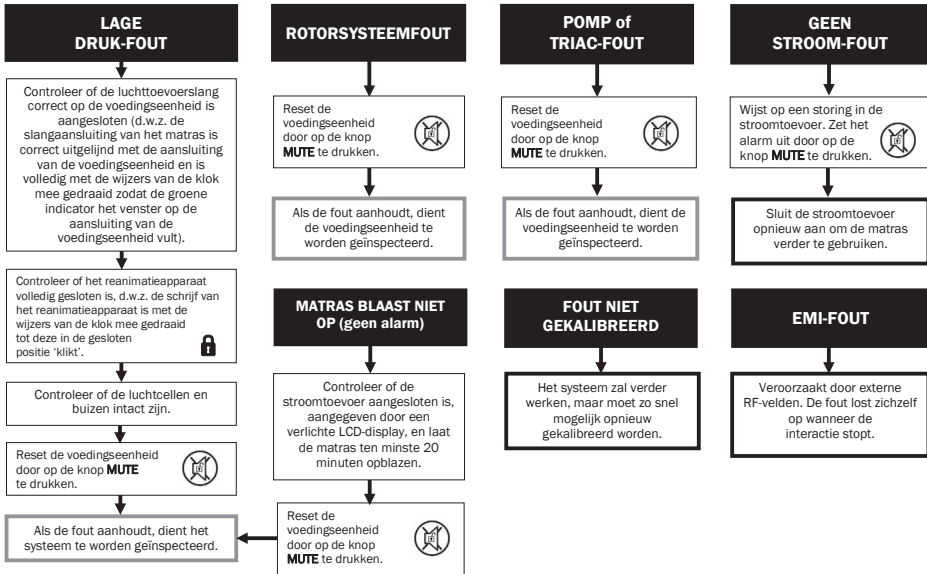 LAGE
DRUK-FOUT
Controleer of de luchttoevoerslang
correct op de voedingseenheid is
aangesloten (d.w.z. de
slangaansluiting van het matras is
correct uitgelijnd met de aansluiting
van de voedingseenheid en is
volledig met de wijzers van de klok
mee gedraaid zodat de groene
indicator het venster op de
aansluiting van de
voedingseenheid vult).
Controleer of het reanimatieapparaat
volledig gesloten is, d.w.z. de schrijf van
het reanimatieapparaat is met de
wijzers van de klok mee gedraaid
tot deze in de gesloten
positie ‘klikt’.
Controleer of de luchtcellen en
buizen intact zijn.
Reset de voedingseenheid
door op de knop MUTE
te drukken.
Als de fout aanhoudt, dient het
systeem te worden geïnspecteerd.
ROTORSYSTEEMFOUT
Reset de
voedingseenheid
door op de knop
MUTE te drukken.
Als de fout aanhoudt, dient
de voedingseenheid te
worden geïnspecteerd.
POMP of
TRIAC-FOUT
Reset de
voedingseenheid
door op de knop
MUTE te drukken.
Als de fout aanhoudt, dient de
voedingseenheid te worden
geïnspecteerd.
GEEN
STROOM-FOUT
Wijst op een storing in de
stroomtoevoer. Zet het
alarm uit door op de
knop MUTE te drukken.
Sluit de stroomtoevoer
opnieuw aan om de matras
verder te gebruiken.
MATRAS BLAAST NIET
OP (geen alarm)
Controleer of de
stroomtoevoer aangesloten is,
aangegeven door een
verlichte LCD-display, en laat
de matras ten minste 20
minuten opblazen.
Reset de
voedingseenheid
door op de knop
MUTE te drukken.
FOUT NIET
GEKALIBREERD
Het systeem zal verder
werken, maar moet zo snel
mogelijk opnieuw
gekalibreerd worden.
EMI-FOUT
Veroorzaakt door externe
RF-velden. De fout lost zichzelf
op wanneer de
interactie stopt.